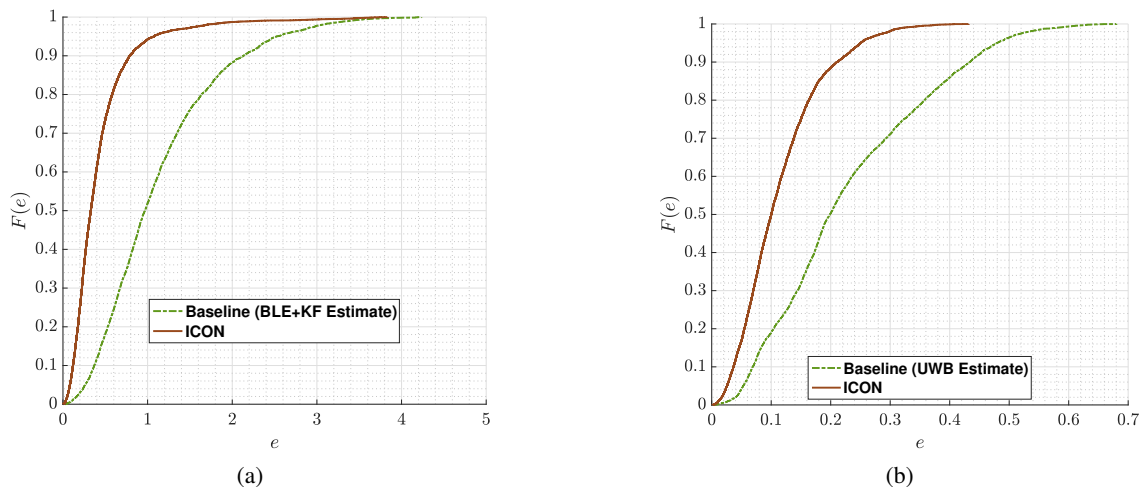 1
0.9
0.8
0.7
0.6
0.5
0.4
0.3
0.2
0.1
0
F(e)
Baseline (BLE+KF Estimate)
ICON
0 1 2 3 4 5
e
(a)
1
0.9
0.8
0.7
0.6
0.5
0.4
0.3
0.2
0.1
0
F(e)
Baseline (UWB Estimate)
ICON
0 0.1 0.2 0.3 0.4 0.5 0.6 0.7
e
(b)